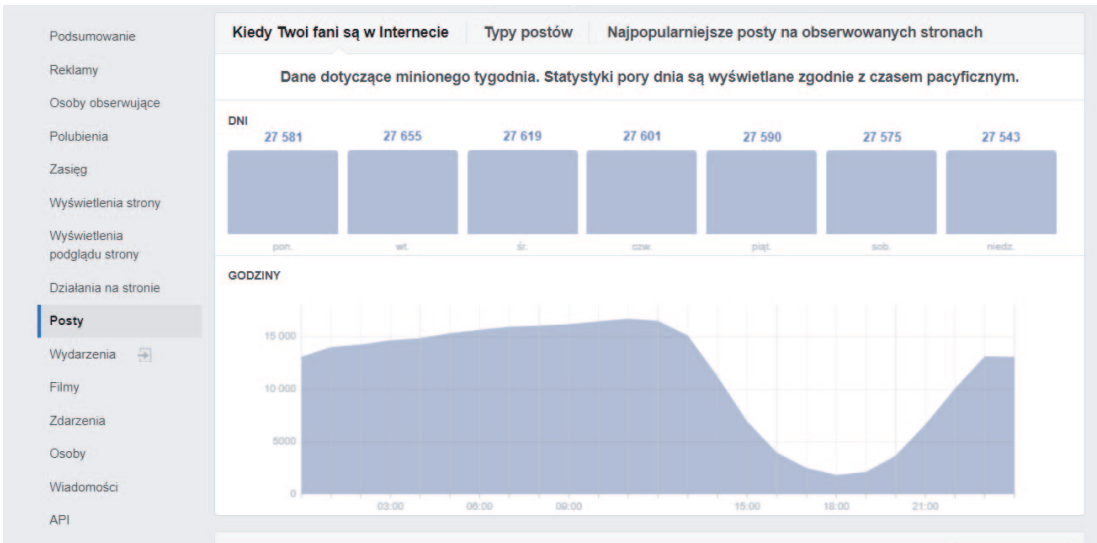 Podsumowanie
Reklamy
Osoby obserwujące
Polubienia
Zasięg
Wyświetlenia strony
Wyświetlenia
podglądu strony
Działania na stronie
Posty
Wydarzenia
Filmy
Zdarzenia
Osoby
Wiadomości
API
Kiedy Twoi fani są w Internecie Typy postów Najpopularniejsze posty na obserwowanych stronach
Dane dotyczące minionego tygodnia. Statystyki pory dnia są wyświetlane zgodnie z czasem pacyficznym.
DNI
27 581 27 655 27 619 27 601 27 590 27 575 27 543
pon. wt. śr. czw. piąt. sob. niedz.
GODZINY
15 000
10 000
5000
0
03:00 06:00 09:00 15:00 18:00 21:00